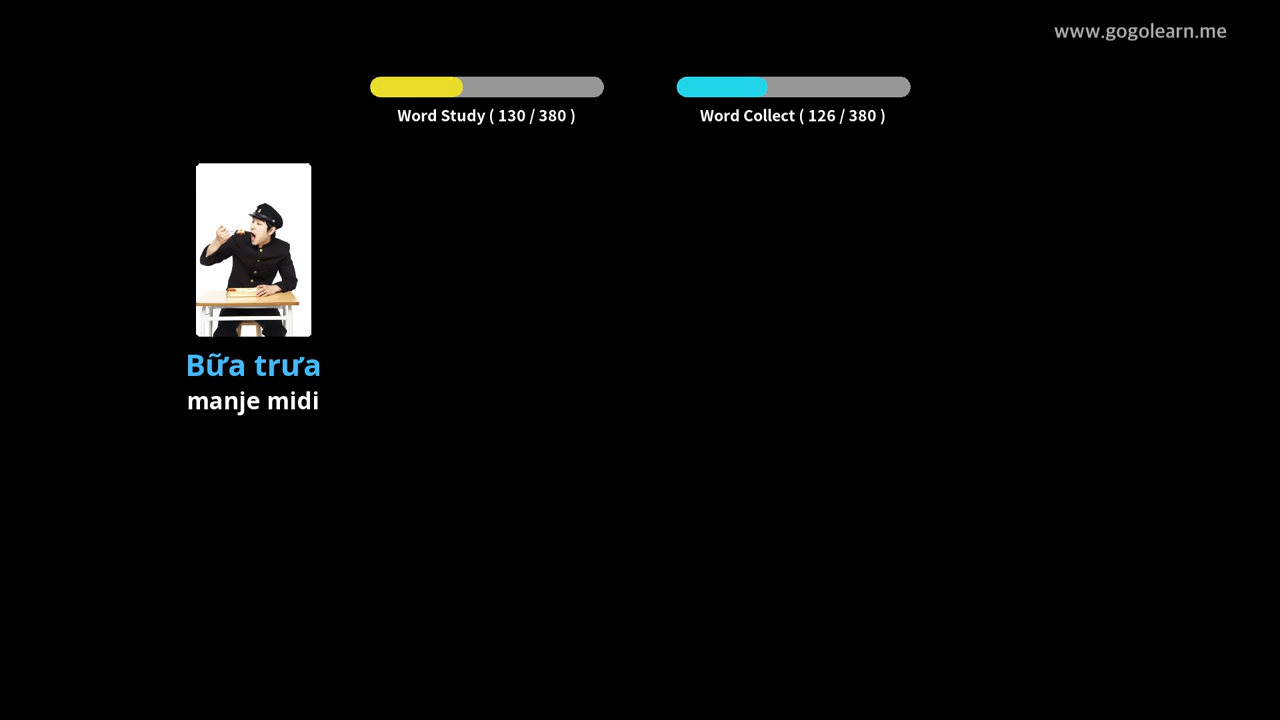 www.gogolearn.me
Word Study ( 130 / 380 )
Word Collect ( 126 / 380 )
Bữa trưa
manje midi